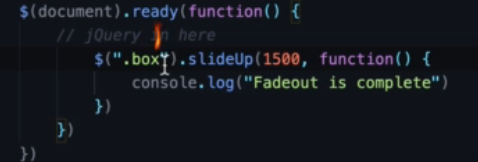 $(document).ready(function() {
// jQuery in here
$(".box").slideUp(1500, function() {
console.log("Fadeout is complete")
})
})
})